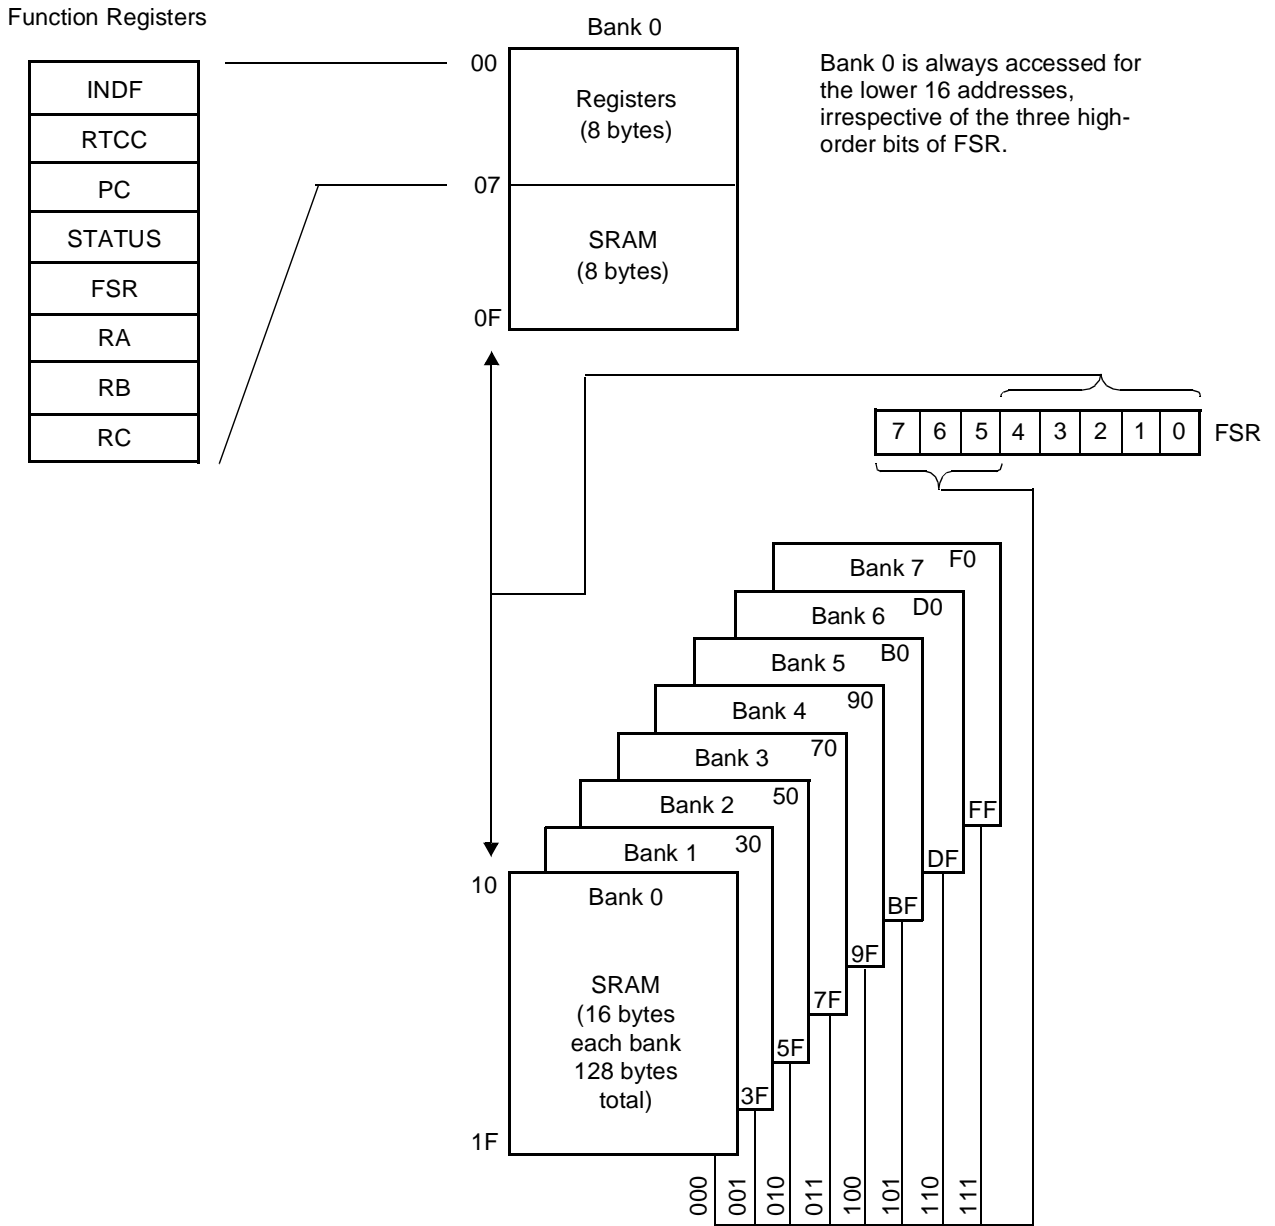 Function Registers
INDF
RTCC
PC
STATUS
FSR
RA
RB
RC
Bank 0
00
Registers
(8 bytes)
07
SRAM
(8 bytes)
0F
Bank 0 is always accessed for
the lower 16 addresses,
irrespective of the three high-
order bits of FSR.
7 6 5 4 3 2 1 0 FSR
Bank 7 F0
Bank 6 D0
Bank 5 B0
Bank 4 90
Bank 3 70
Bank 2 50
Bank 1 30
10
Bank 0
SRAM
(16 bytes
each bank
128 bytes
total)
1F
3F
5F
7F
9F
BF
DF
FF
000
001
010
011
100
101
110
111